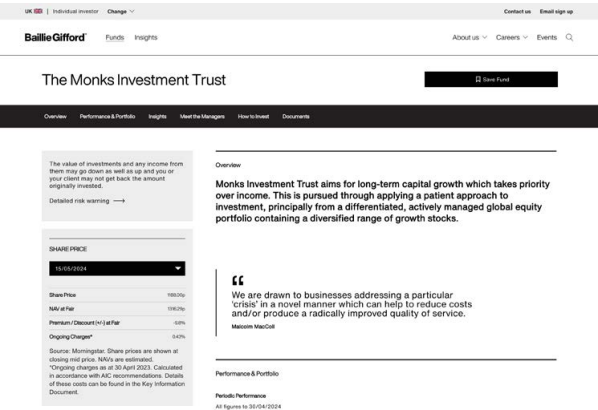 UK | Individual investor Change
Contact us Email sign up
Baillie Gifford Funds Insights
About us Careers Events
The Monks Investment Trust
Save Fund
Overview Performance & Portfolio Insights Meet the Managers How to Invest Documents
The value of investments and any income from
them may go down as well as up and you or
your client may not get back the amount
originally invested.
Detailed risk warning
SHARE PRICE
15/05/2024
Share Price
NAV at Fair
Premium / Discount (+/-) at Fair
Ongoing Charges* 0.43%
Source: Morningstar. Share prices are shown at
closing mid price. NAVs are estimated.
*Ongoing charges as at 30 April 2023. Calculated
in accordance with AIC recommendations. Details
of these costs can be found in the Key Information
Document.
Overview
Monks Investment Trust aims for long-term capital growth which takes priority
over income. This is pursued through applying a patient approach to
investment, principally from a differentiated, actively managed global equity
portfolio containing a diversified range of growth stocks.
“
We are drawn to businesses addressing a particular
'crisis' in a novel manner which can help to reduce costs
and/or produce a radically improved quality of service.
Malcolm MacColl
Performance & Portfolio
Periodic Performance
All figures to 30/04/2024